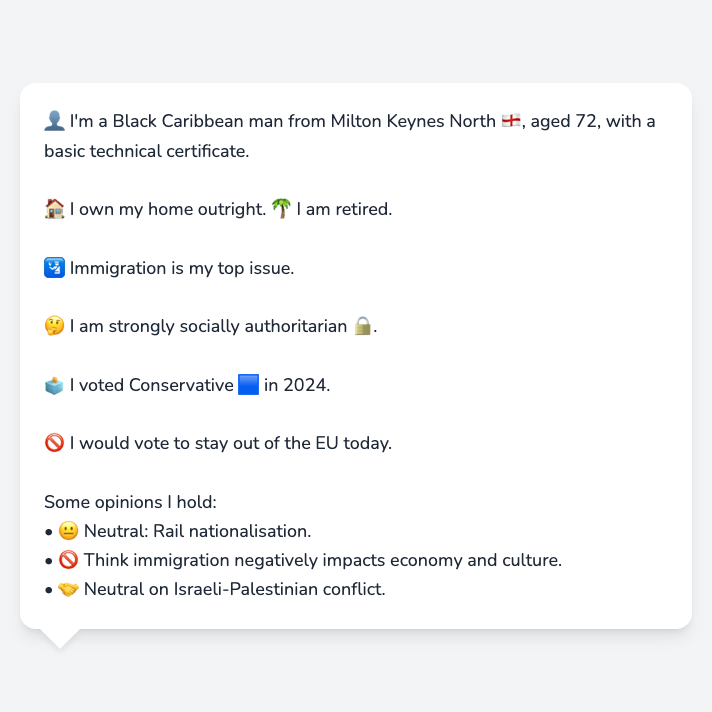 👤 I'm a Black Caribbean man from Milton Keynes North 🏴󠁧󠁢󠁥󠁮󠁧󠁿, aged 72, with a
basic technical certificate.
🏠 I own my home outright. 🌴 I am retired.
🛂 Immigration is my top issue.
🤔 I am strongly socially authoritarian 🔒.
🗳️ I voted Conservative 🟦 in 2024.
🚫 I would vote to stay out of the EU today.
Some opinions I hold:
• 😐 Neutral: Rail nationalisation.
• 🚫 Think immigration negatively impacts economy and culture.
• 🤝 Neutral on Israeli-Palestinian conflict.